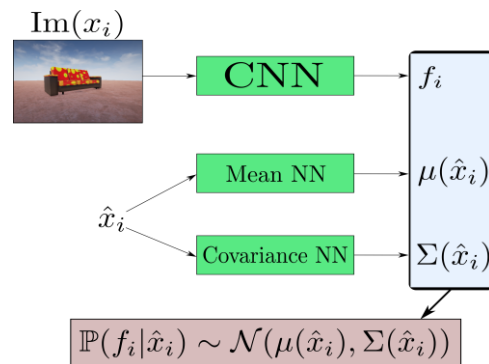 Im(x_i)
CNN
f_i
Mean NN
μ(x̂_i)
x̂_i
Covariance NN
Σ(x̂_i)
ℙ(f_i|x̂_i) ∼ 𝒩(μ(x̂_i), Σ(x̂_i))